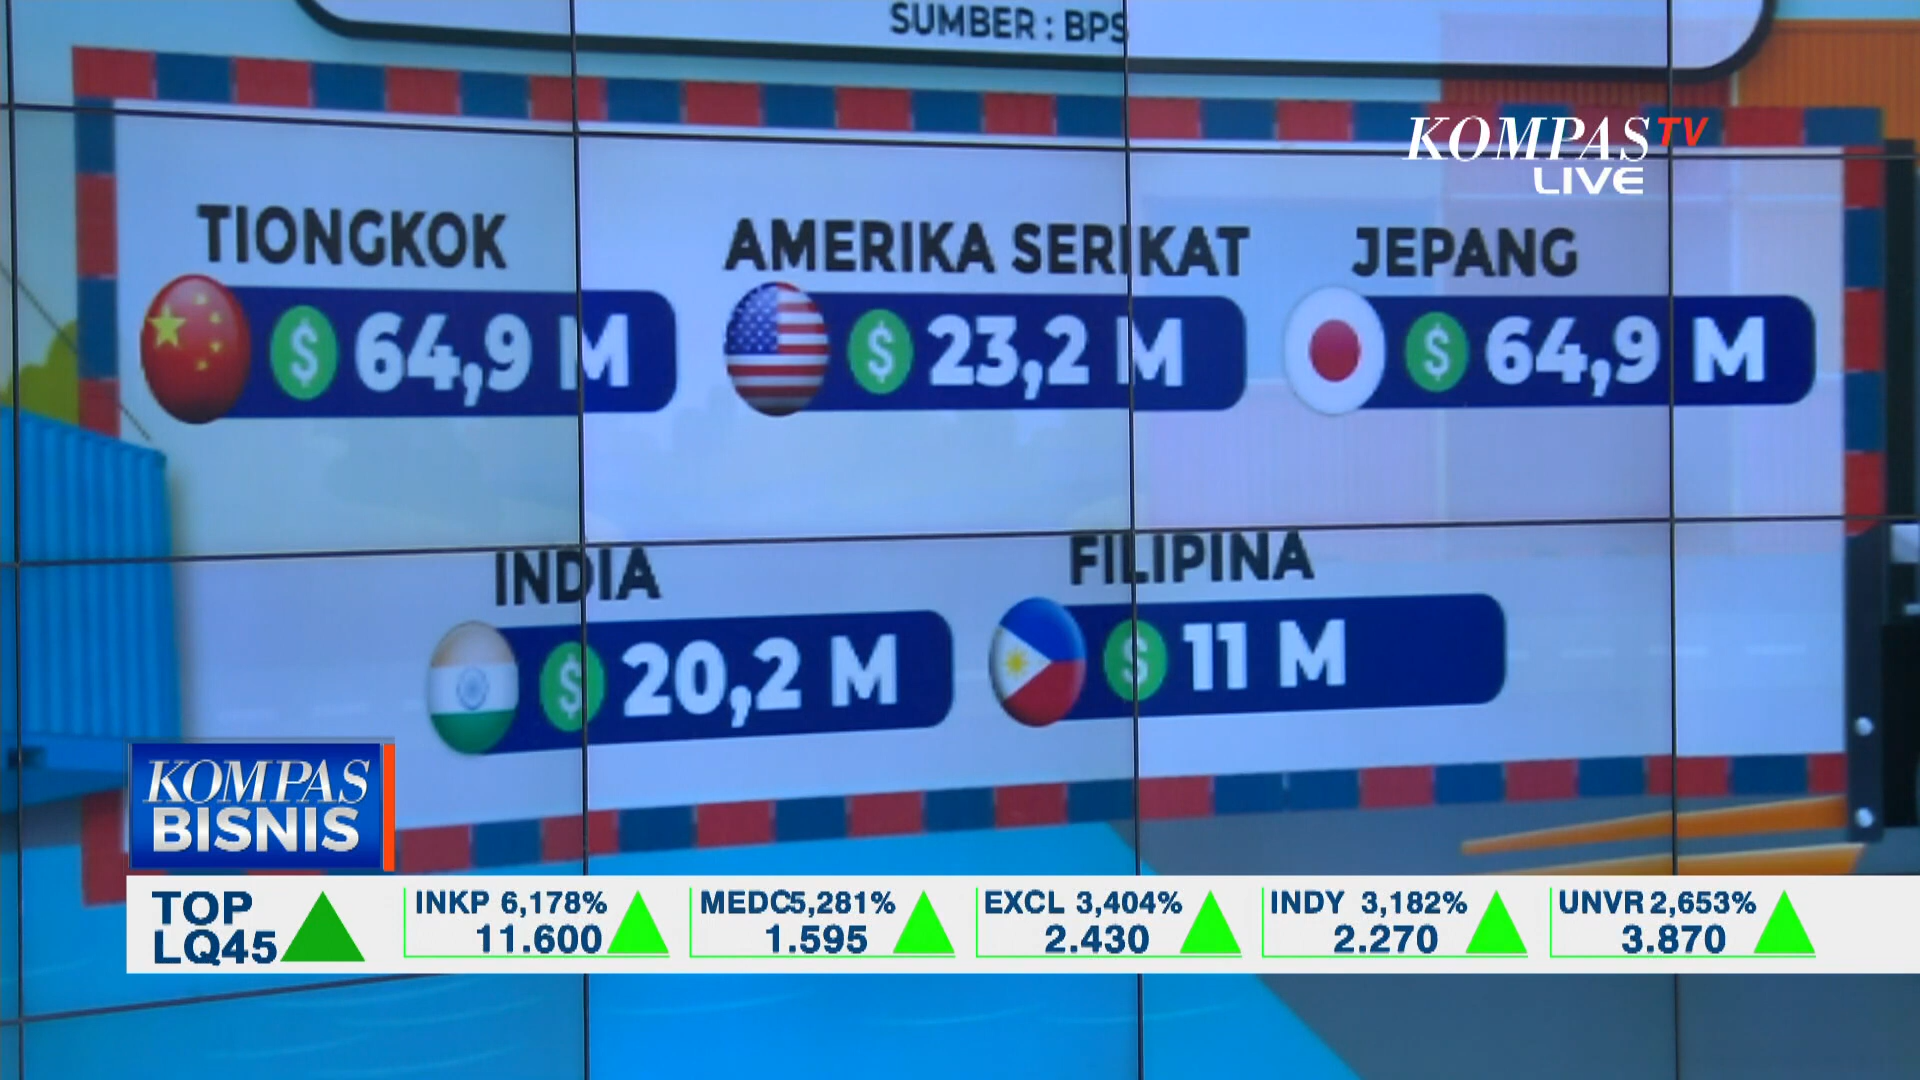 SUMBER : BPS
KOMPAS TV
LIVE
TIONGKOK
$ 64,9 M
AMERIKA SERIKAT
$ 23,2 M
JEPANG
$ 64,9 M
INDIA
$ 20,2 M
FILIPINA
$ 11 M
KOMPAS
BISNIS
TOP
LQ45
INKP 6,178%
11.600
MEDC5,281%
1.595
EXCL 3,404%
2.430
INDY 3,182%
2.270
UNVR 2,653%
3.870